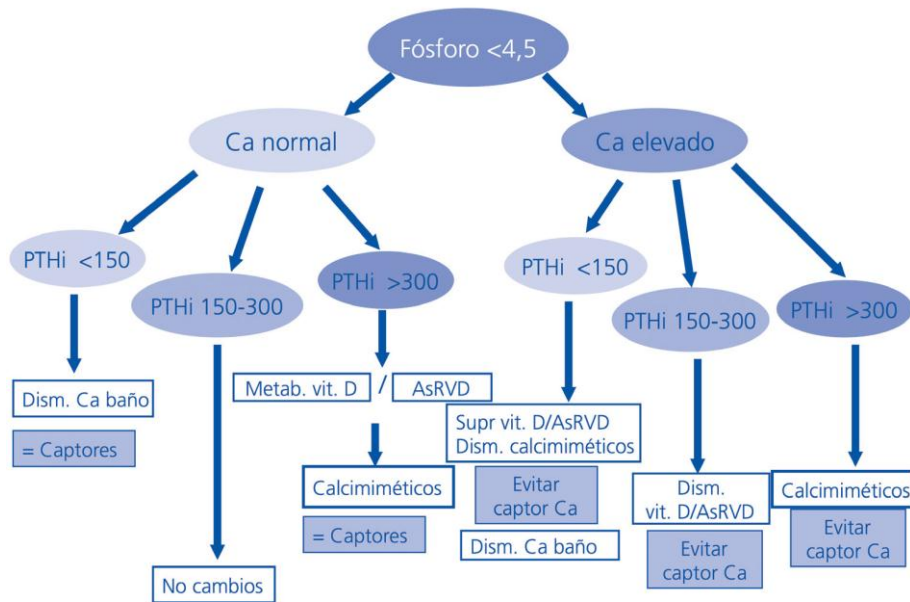 Fósforo <4,5
Ca normal
Ca elevado
PTHi <150
PTHi 150-300
PTHi >300
PTHi <150
PTHi 150-300
PTHi >300
Dism. Ca baño
= Captores
No cambios
Metab. vit. D / AsRVD
Calcimiméticos
= Captores
Supr vit. D/AsRVD
Dism. calcimiméticos
Evitar
captor Ca
Dism. Ca baño
Dism.
vit. D/AsRVD
Evitar
captor Ca
Calcimiméticos
Evitar
captor Ca